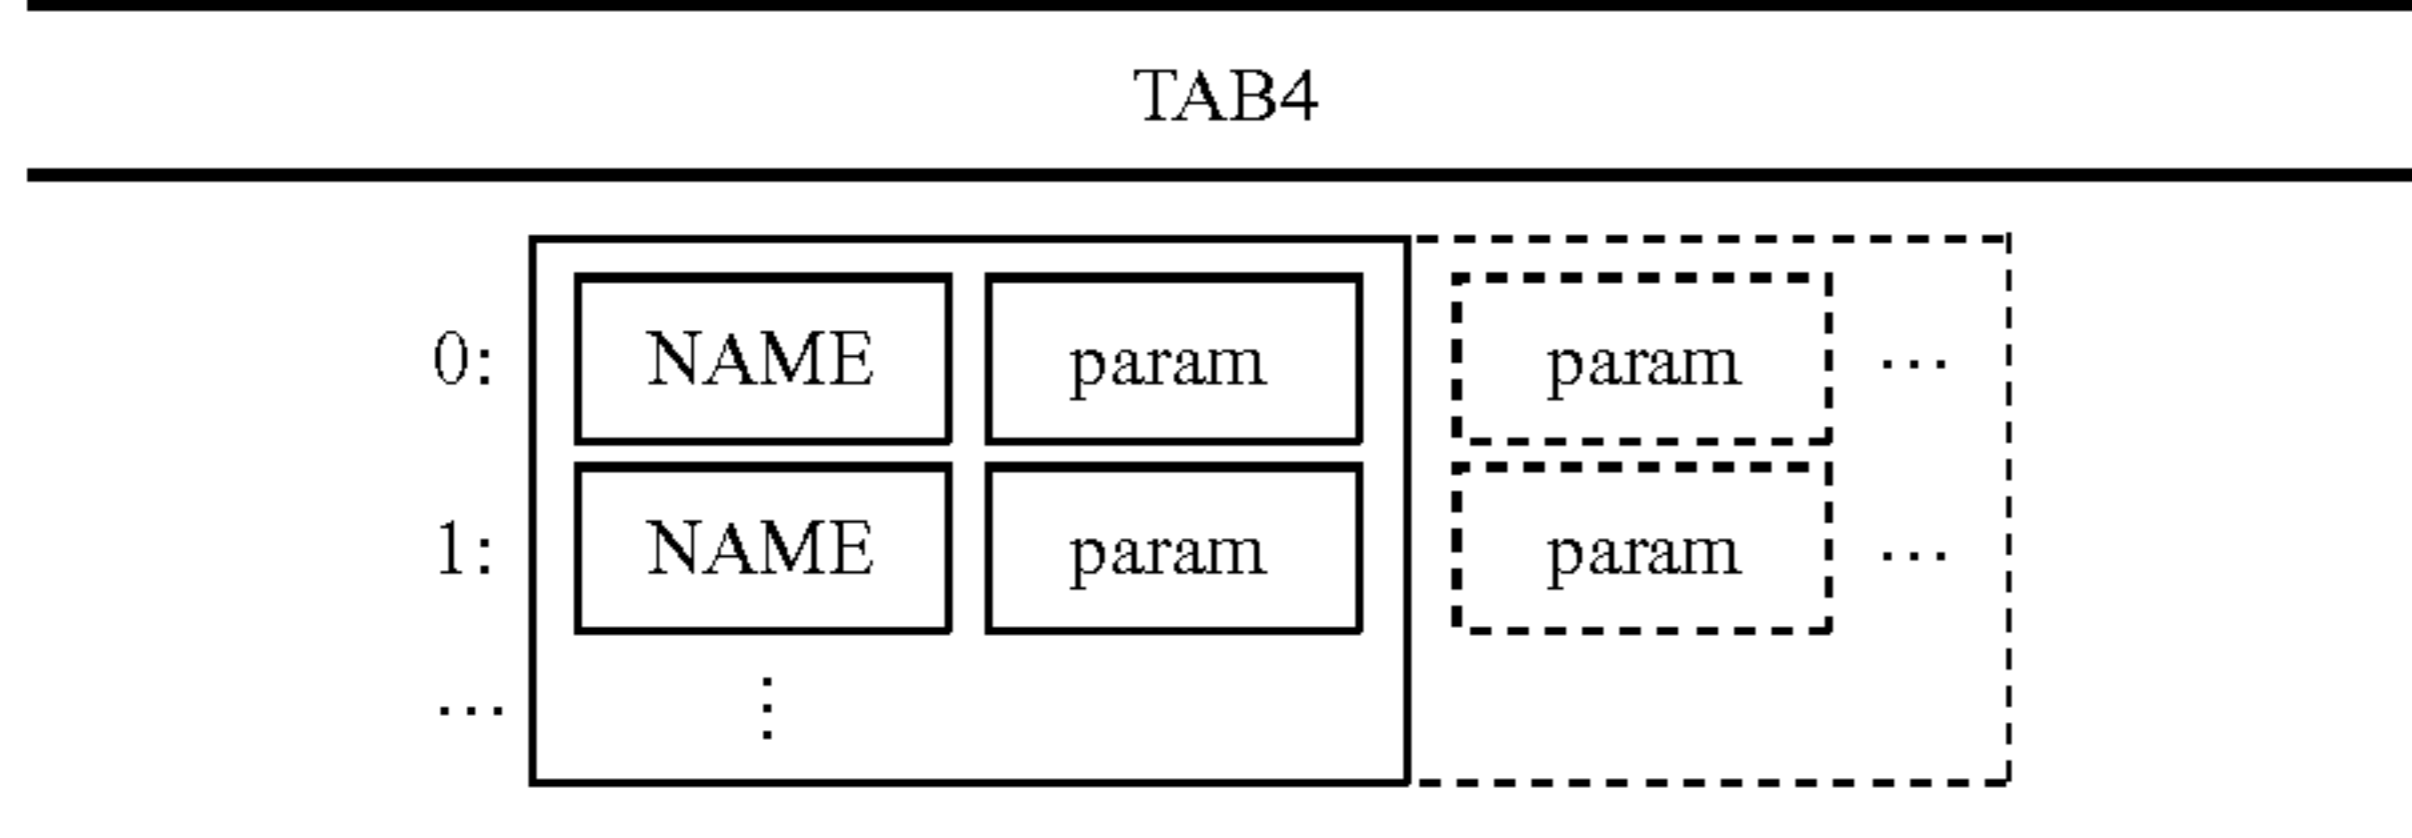 TAB4
0: NAME param param ...
1: NAME param param ...
... ⋮